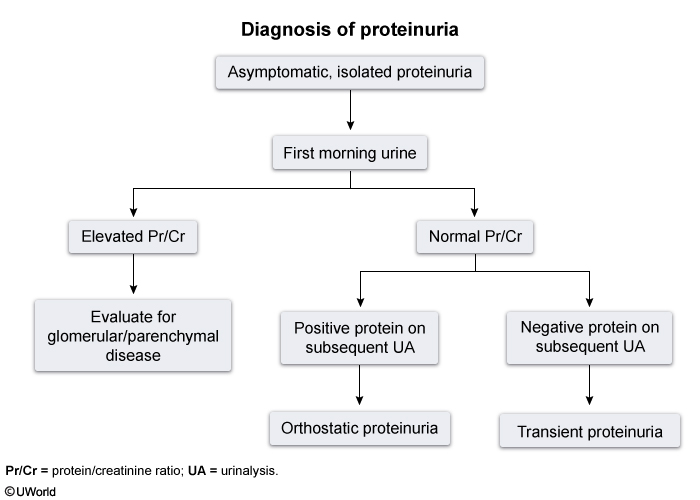 Diagnosis of proteinuria
Asymptomatic, isolated proteinuria
First morning urine
Elevated Pr/Cr
Normal Pr/Cr
Evaluate for
glomerular/parenchymal
disease
Positive protein on
subsequent UA
Negative protein on
subsequent UA
Orthostatic proteinuria
Transient proteinuria
Pr/Cr = protein/creatinine ratio; UA = urinalysis.
©UWorld